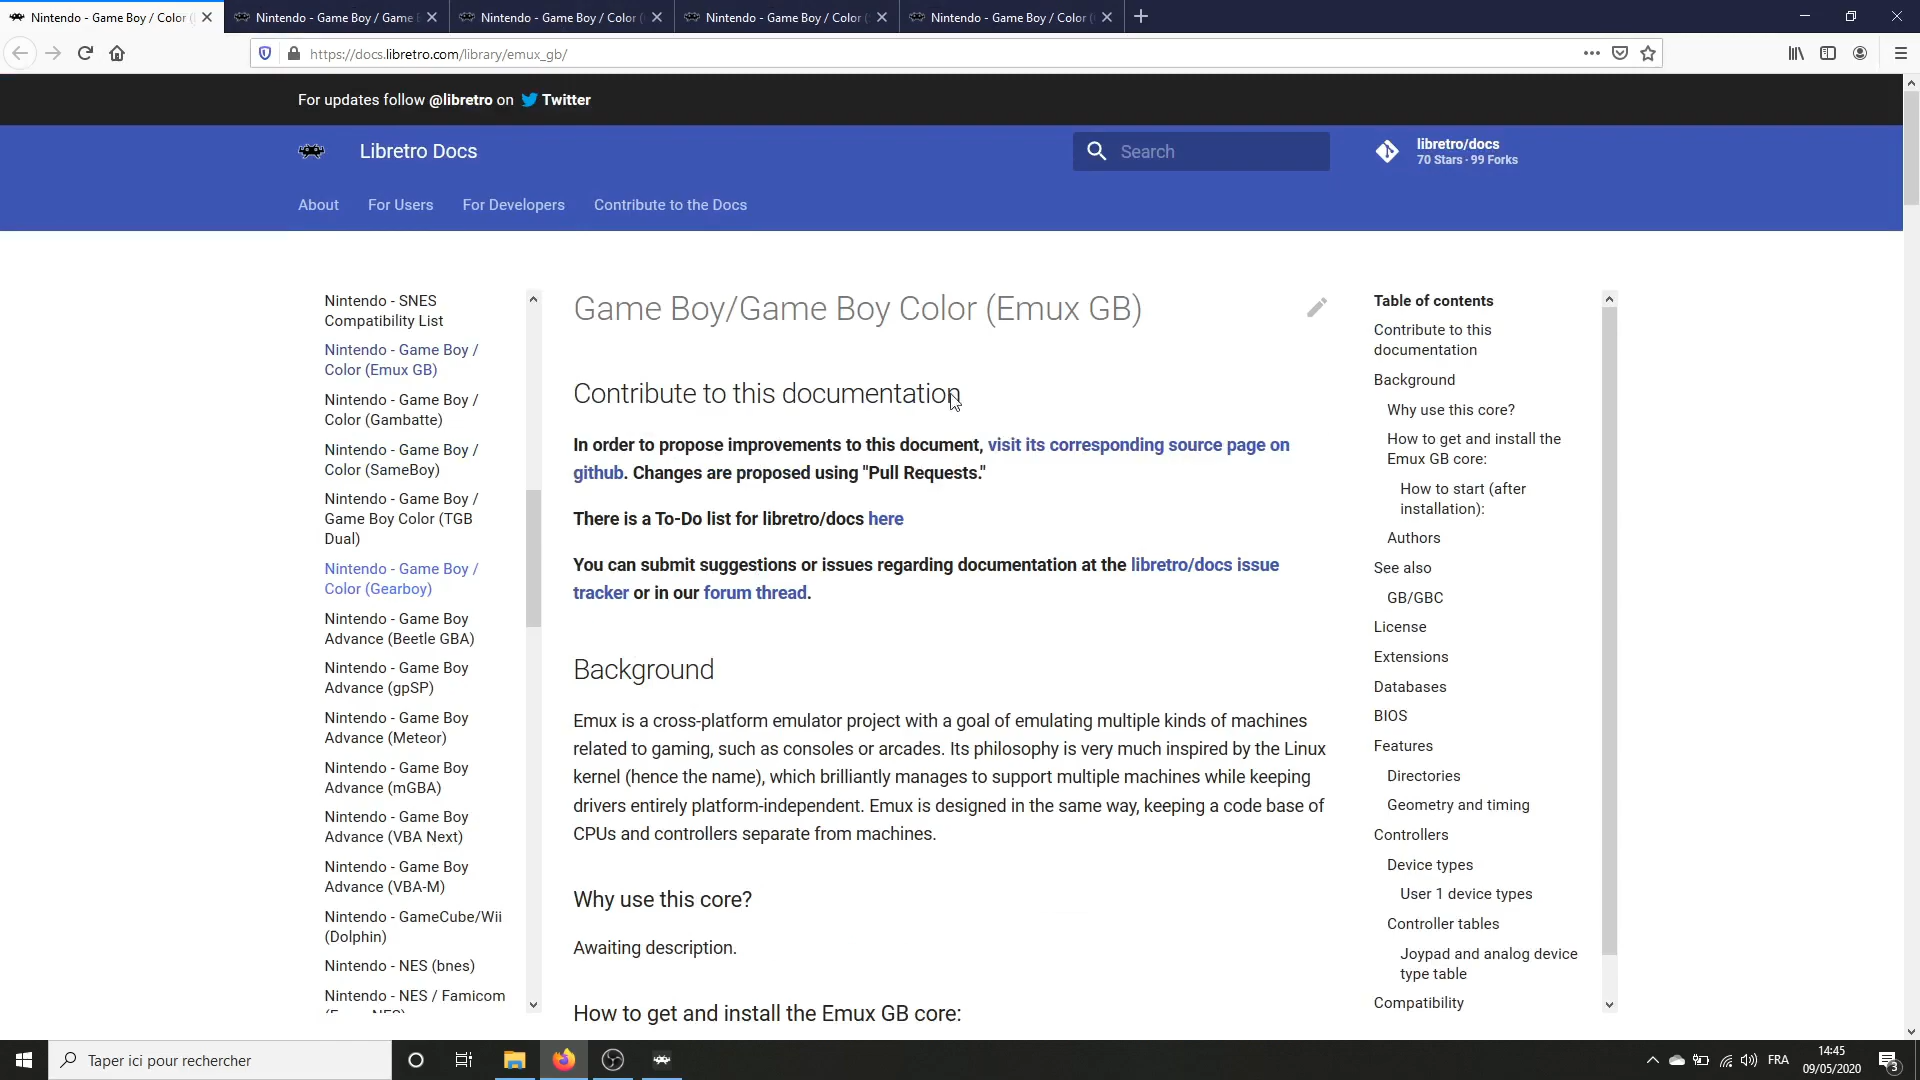 Nintendo - Game Boy / Color (
Nintendo - Game Boy / Game B
Nintendo - Game Boy / Color (
Nintendo - Game Boy / Color (
Nintendo - Game Boy / Color (
https://docs.libretro.com/library/emux_gb/
For updates follow @libretro on Twitter
Libretro Docs
Search
libretro/docs
70 Stars · 99 Forks
About
For Users
For Developers
Contribute to the Docs
Nintendo - SNES
Compatibility List
Nintendo - Game Boy /
Color (Emux GB)
Nintendo - Game Boy /
Color (Gambatte)
Nintendo - Game Boy /
Color (SameBoy)
Nintendo - Game Boy /
Game Boy Color (TGB
Dual)
Nintendo - Game Boy /
Color (Gearboy)
Nintendo - Game Boy
Advance (Beetle GBA)
Nintendo - Game Boy
Advance (gpSP)
Nintendo - Game Boy
Advance (Meteor)
Nintendo - Game Boy
Advance (mGBA)
Nintendo - Game Boy
Advance (VBA Next)
Nintendo - Game Boy
Advance (VBA-M)
Nintendo - GameCube/Wii
(Dolphin)
Nintendo - NES (bnes)
Nintendo - NES / Famicom
Game Boy/Game Boy Color (Emux GB)
Contribute to this documentation
In order to propose improvements to this document, visit its corresponding source page on
github. Changes are proposed using "Pull Requests."
There is a To-Do list for libretro/docs here
You can submit suggestions or issues regarding documentation at the libretro/docs issue
tracker or in our forum thread.
Background
Emux is a cross-platform emulator project with a goal of emulating multiple kinds of machines
related to gaming, such as consoles or arcades. Its philosophy is very much inspired by the Linux
kernel (hence the name), which brilliantly manages to support multiple machines while keeping
drivers entirely platform-independent. Emux is designed in the same way, keeping a code base of
CPUs and controllers separate from machines.
Why use this core?
Awaiting description.
How to get and install the Emux GB core:
Table of contents
Contribute to this
documentation
Background
Why use this core?
How to get and install the
Emux GB core:
How to start (after
installation):
Authors
See also
GB/GBC
License
Extensions
Databases
BIOS
Features
Directories
Geometry and timing
Controllers
Device types
User 1 device types
Controller tables
Joypad and analog device
type table
Compatibility
Taper ici pour rechercher
FRA
14:45
09/05/2020
3